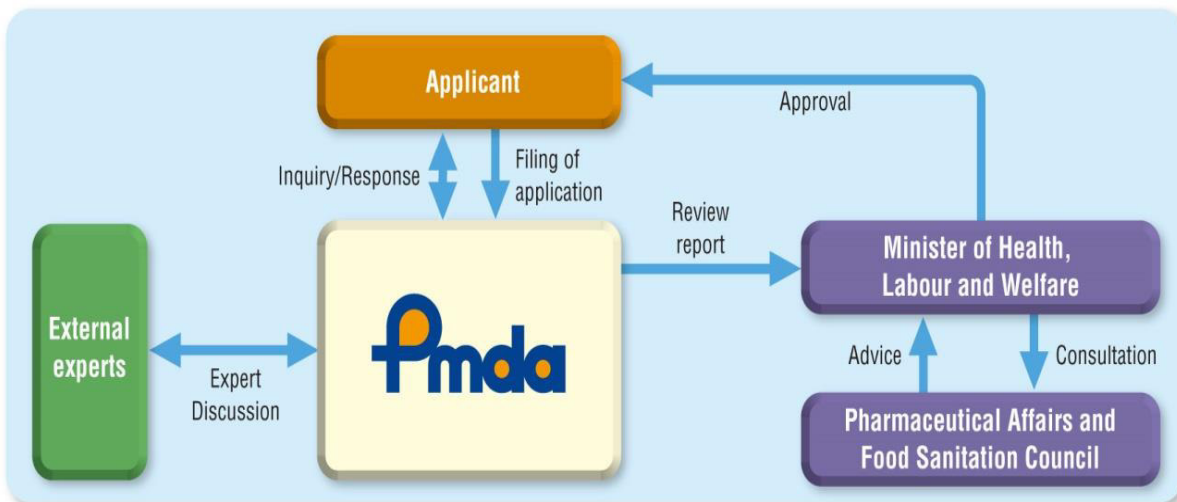 Applicant
Approval
Inquiry/Response
Filing of
application
Review
report
Minister of Health,
Labour and Welfare
External
experts
Expert
Discussion
Pmda
Advice
Consultation
Pharmaceutical Affairs and
Food Sanitation Council